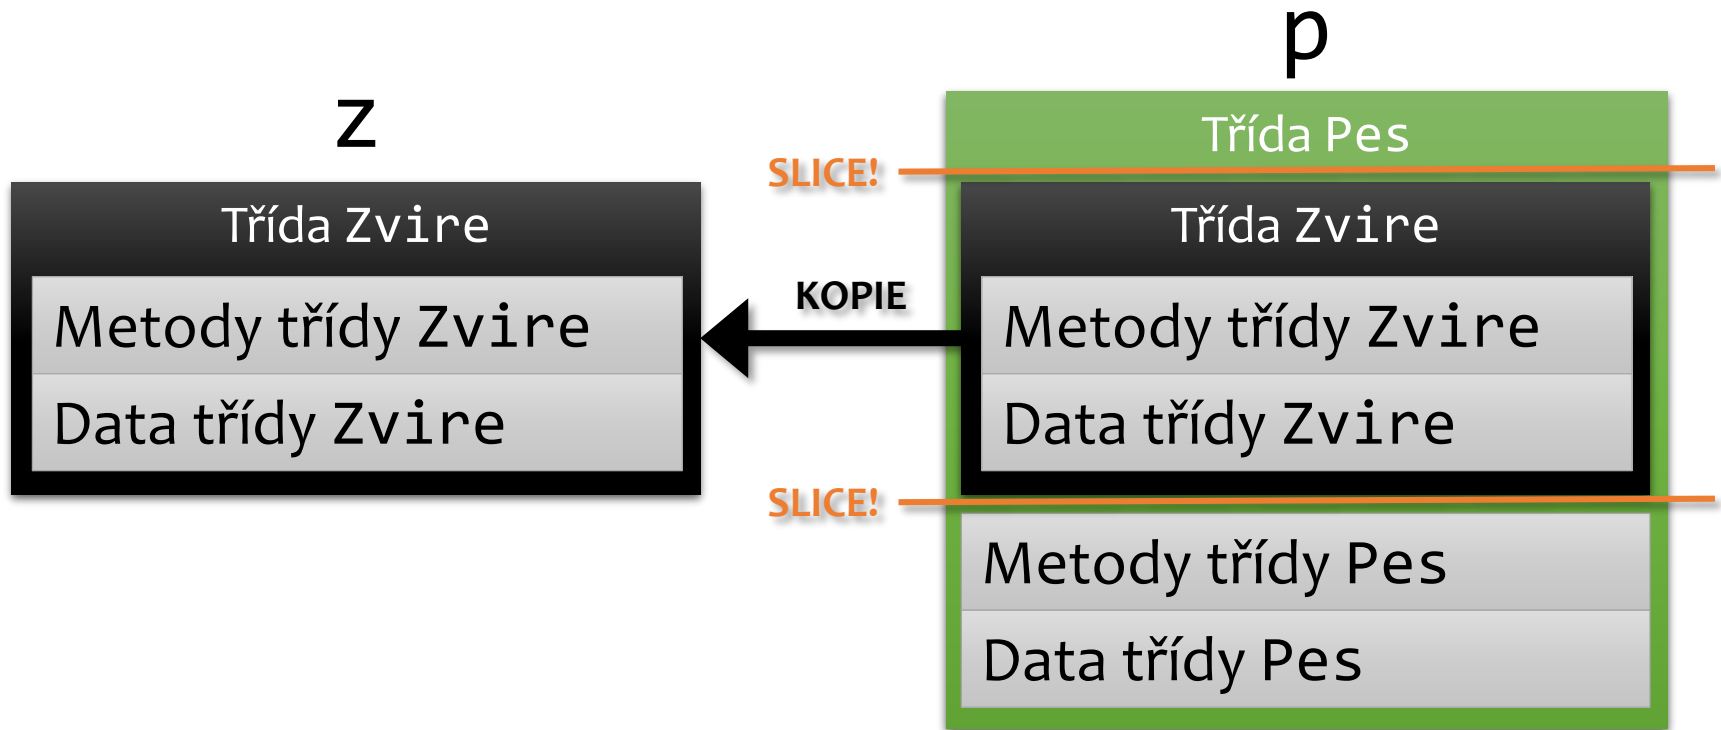 z
Třída Zvire
Metody třídy Zvire
Data třídy Zvire
SLICE!
KOPIE
SLICE!
p
Třída Pes
Třída Zvire
Metody třídy Zvire
Data třídy Zvire
Metody třídy Pes
Data třídy Pes